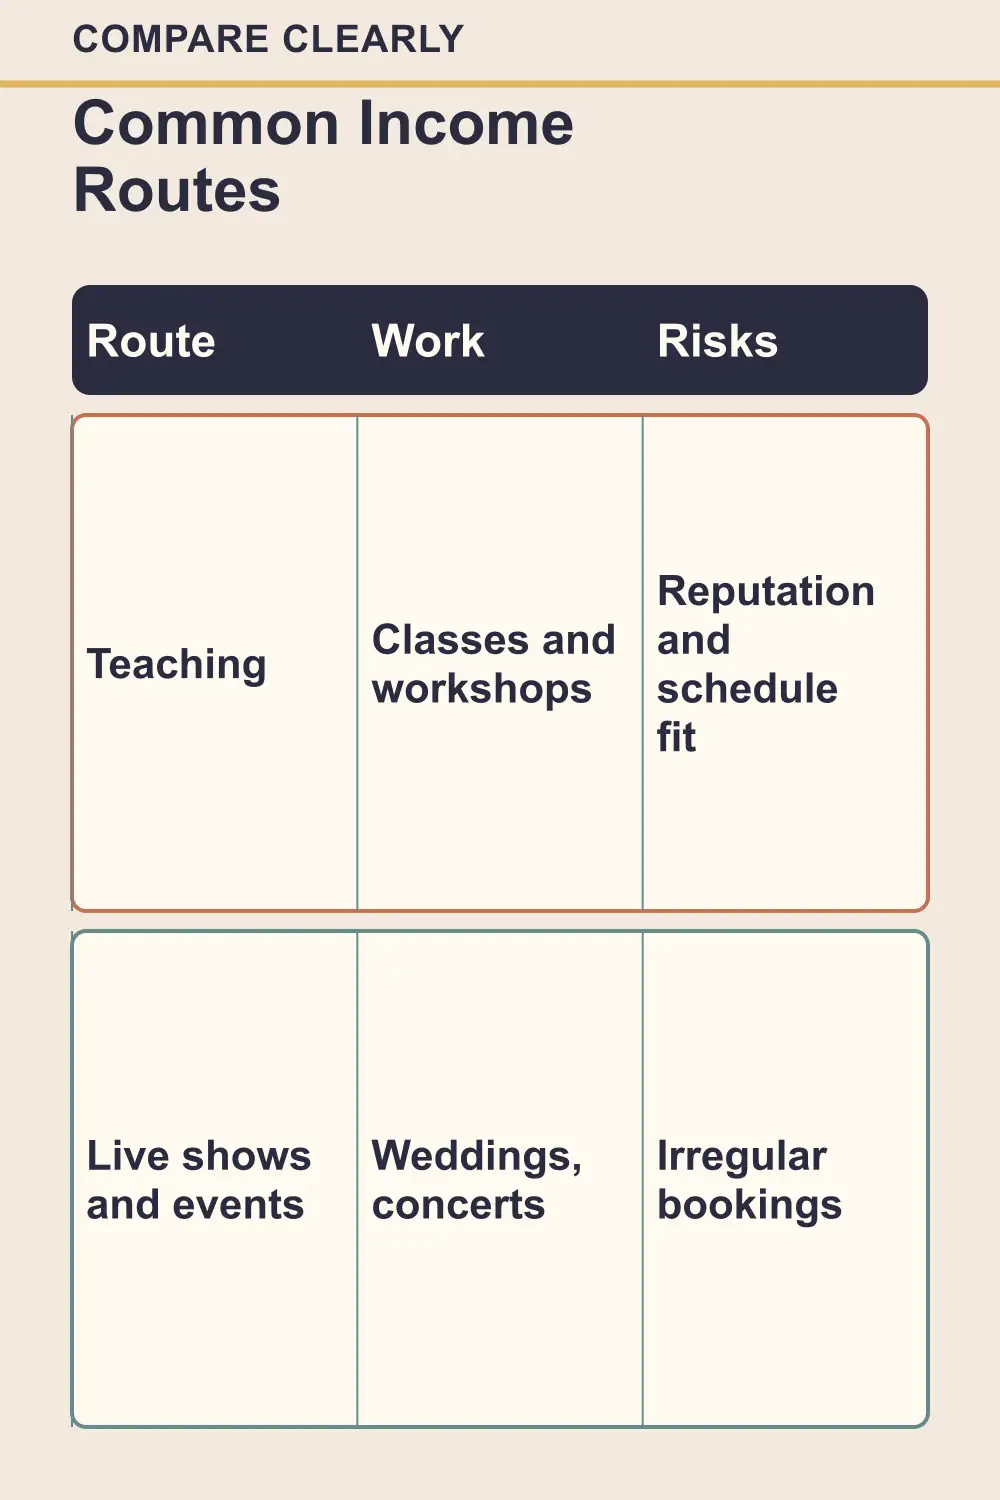 COMPARE CLEARLY
Common Income
Routes
Route
Work
Risks
Teaching
Classes and
workshops
Reputation
and
schedule
fit
Live shows
and events
Weddings,
concerts
Irregular
bookings